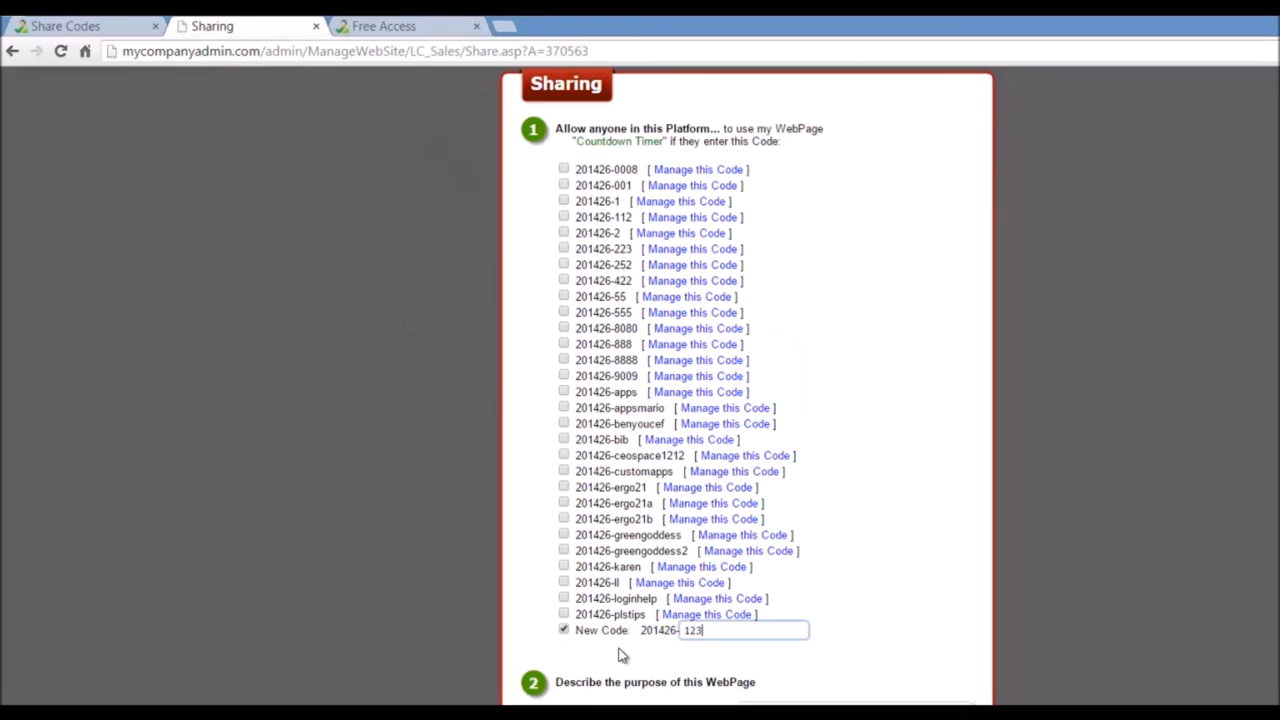 Share Codes × Sharing × Free Access ×
mycompanyadmin.com/admin/ManageWebSite/LC_Sales/Share.asp?A=370563
Sharing
1 Allow anyone in this Platform... to use my WebPage
"Countdown Timer" if they enter this Code:
201426-0008 [ Manage this Code ]
201426-001 [ Manage this Code ]
201426-1 [ Manage this Code ]
201426-112 [ Manage this Code ]
201426-2 [ Manage this Code ]
201426-223 [ Manage this Code ]
201426-252 [ Manage this Code ]
201426-422 [ Manage this Code ]
201426-55 [ Manage this Code ]
201426-555 [ Manage this Code ]
201426-8080 [ Manage this Code ]
201426-888 [ Manage this Code ]
201426-8888 [ Manage this Code ]
201426-9009 [ Manage this Code ]
201426-apps [ Manage this Code ]
201426-appsmario [ Manage this Code ]
201426-benyoucef [ Manage this Code ]
201426-bib [ Manage this Code ]
201426-ceospace1212 [ Manage this Code ]
201426-customapps [ Manage this Code ]
201426-ergo21 [ Manage this Code ]
201426-ergo21a [ Manage this Code ]
201426-ergo21b [ Manage this Code ]
201426-greengoddess [ Manage this Code ]
201426-greengoddess2 [ Manage this Code ]
201426-karen [ Manage this Code ]
201426-ll [ Manage this Code ]
201426-loginhelp [ Manage this Code ]
201426-plstips [ Manage this Code ]
New Code: 201426- 123
2 Describe the purpose of this WebPage